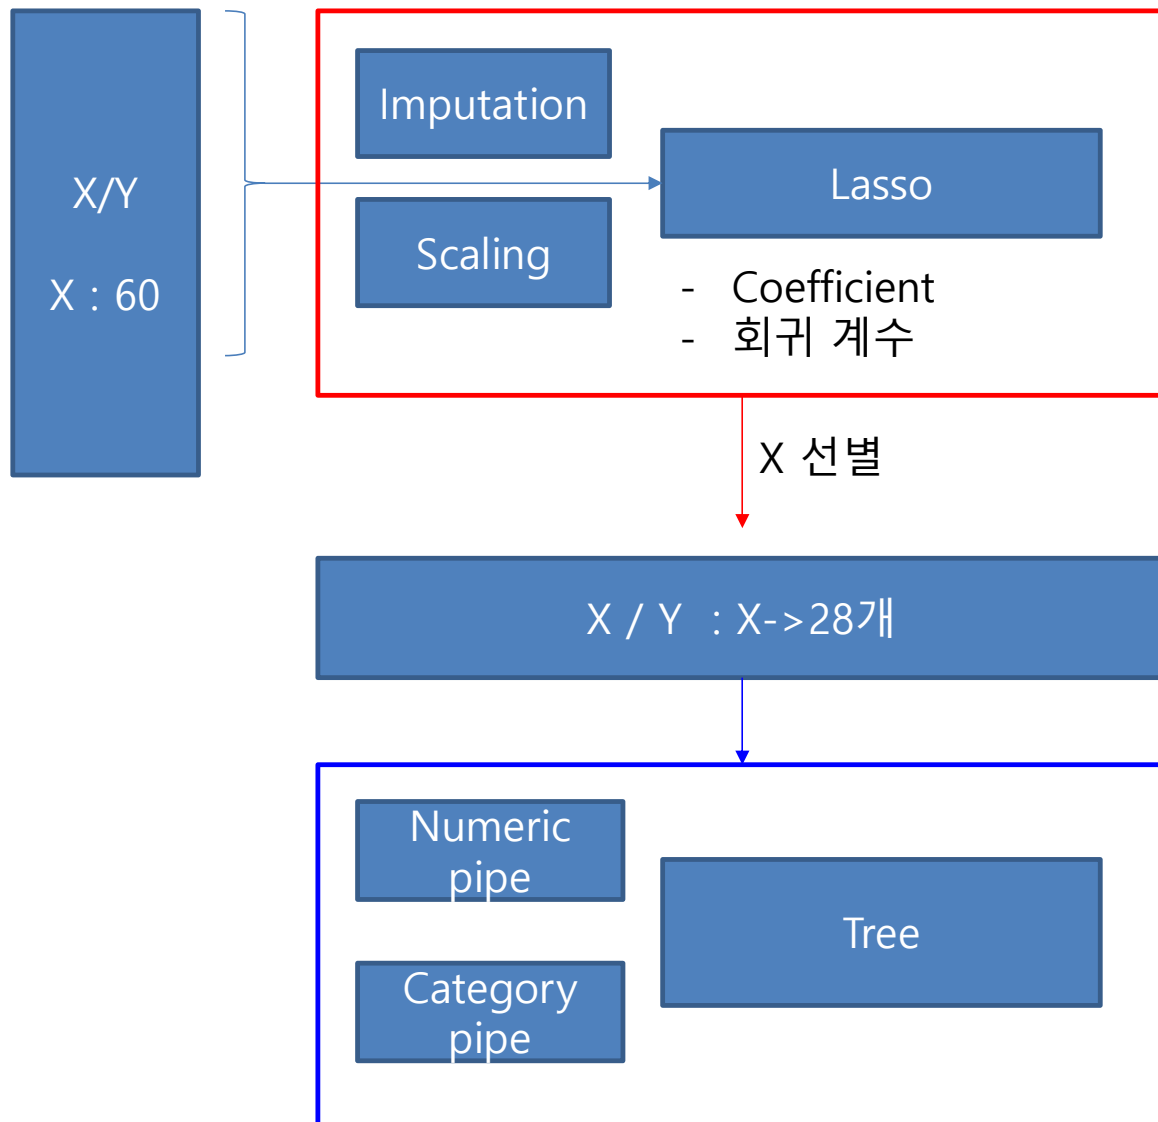 X/Y
X : 60
Imputation
Scaling
Lasso
- Coefficient
- 회귀 계수
X 선별
X / Y : X->28개
Numeric
pipe
Category
pipe
Tree